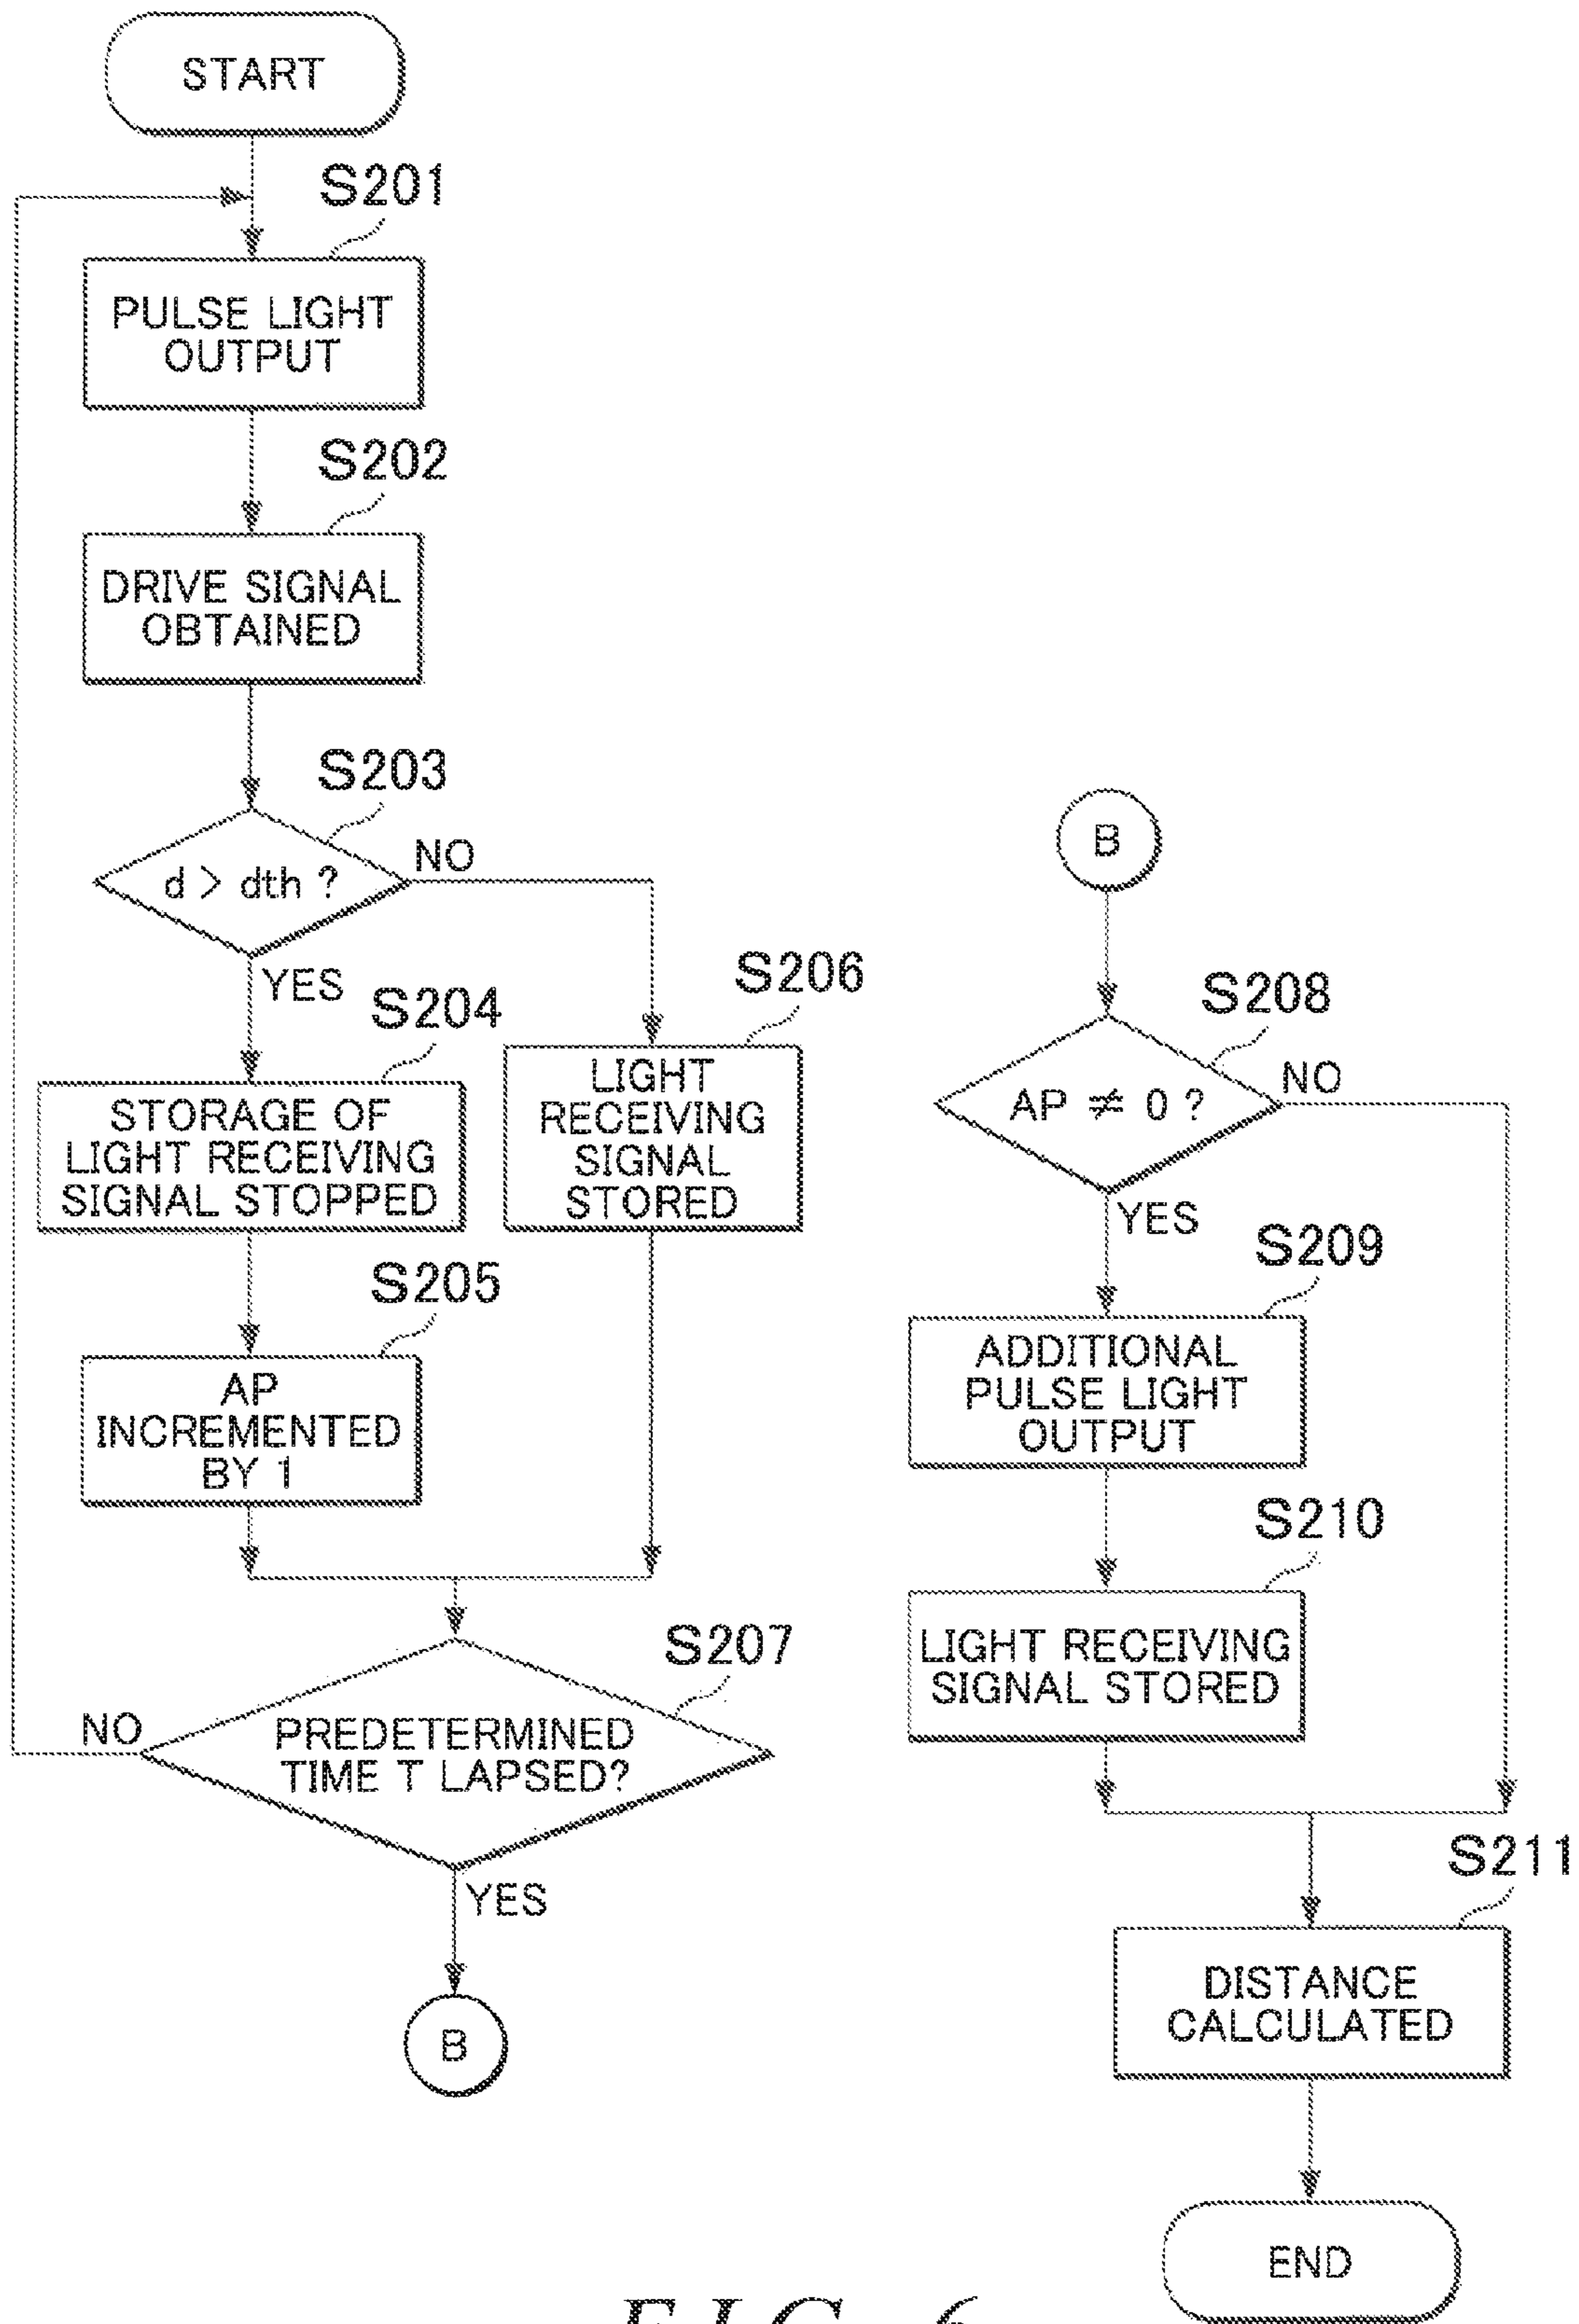 START
S201
PULSE LIGHT
OUTPUT
S202
DRIVE SIGNAL
OBTAINED
S203
d > dth ?
NO
YES
S204
STORAGE OF
LIGHT RECEIVING
SIGNAL STOPPED
S206
LIGHT
RECEIVING
SIGNAL
STORED
S205
AP
INCREMENTED
BY 1
S207
PREDETERMINED
TIME T LAPSED?
NO
YES
B
B
S208
AP ≠ 0 ?
NO
YES
S209
ADDITIONAL
PULSE LIGHT
OUTPUT
S210
LIGHT RECEIVING
SIGNAL STORED
S211
DISTANCE
CALCULATED
END
FIG. 6